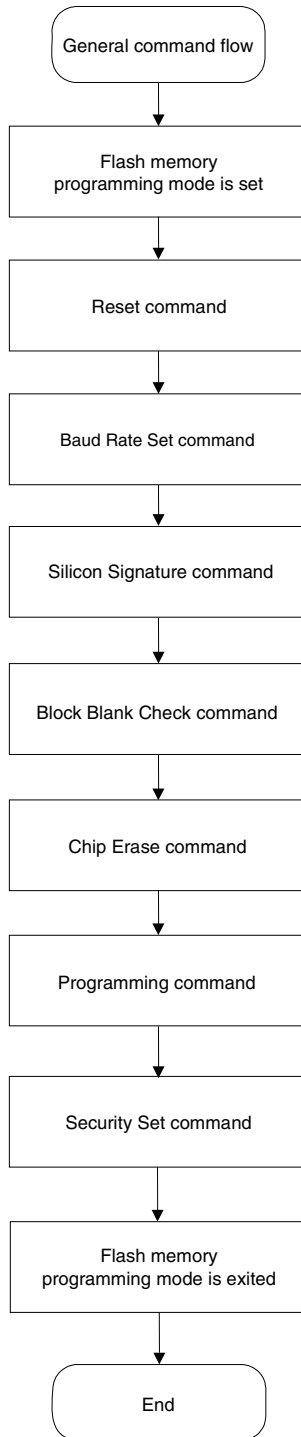 General command flow
Flash memory
programming mode is set
Reset command
Baud Rate Set command
Silicon Signature command
Block Blank Check command
Chip Erase command
Programming command
Security Set command
Flash memory
programming mode is exited
End